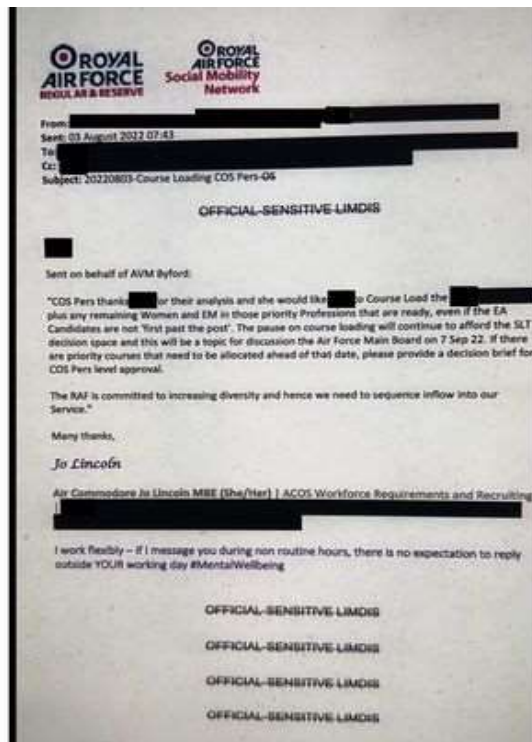 ROYAL
AIR FORCE
REGULAR & RESERVE
ROYAL
AIR FORCE
Social Mobility
Network
From:
Sent: 03 August 2022 07:43
To:
Cc:
Subject: 20220803-Course Loading COS Pers-OS
OFFICIAL-SENSITIVE LIMDIS
Sent on behalf of AVM Byford:
"COS Pers thanks for their analysis and she would like to Course Load the
plus any remaining Women and EM in those priority Professions that are ready, even if the EA
Candidates are not 'first past the post'. The pause on course loading will continue to afford the SLT
decision space and this will be a topic for discussion the Air Force Main Board on 7 Sep 22. If there
are priority courses that need to be allocated ahead of that date, please provide a decision brief for
COS Pers level approval.
The RAF is committed to increasing diversity and hence we need to sequence inflow into our
Service."
Many thanks,
Jo Lincoln
Air Commodore Jo Lincoln MBE (She/Her) | ACOS Workforce Requirements and Recruiting
|
I work flexibly – if I message you during non routine hours, there is no expectation to reply
outside YOUR working day #MentalWellbeing
OFFICIAL-SENSITIVE LIMDIS
OFFICIAL-SENSITIVE LIMDIS
OFFICIAL-SENSITIVE LIMDIS
OFFICIAL-SENSITIVE LIMDIS